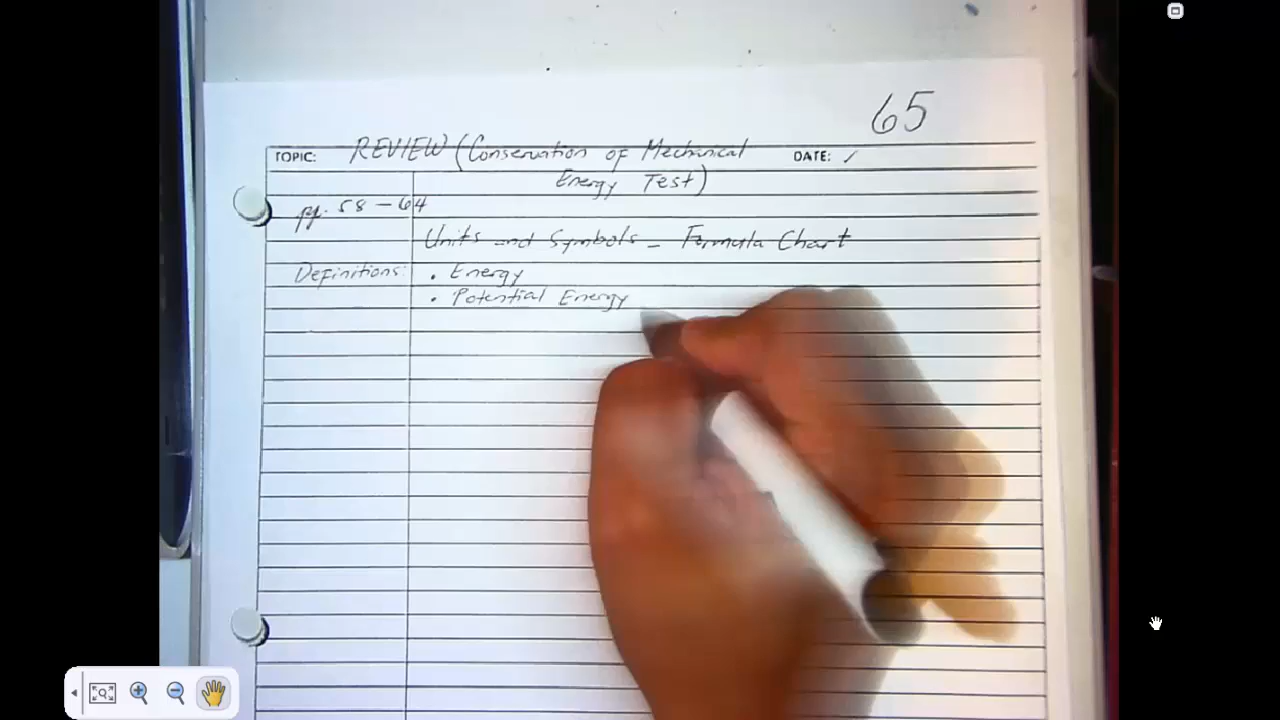 65
TOPIC: REVIEW (Conservation of Mechanical DATE: /
Energy Test)
pp. 58 - 64
Units and Symbols - Formula Chart
Definitions: • Energy
• Potential Energy